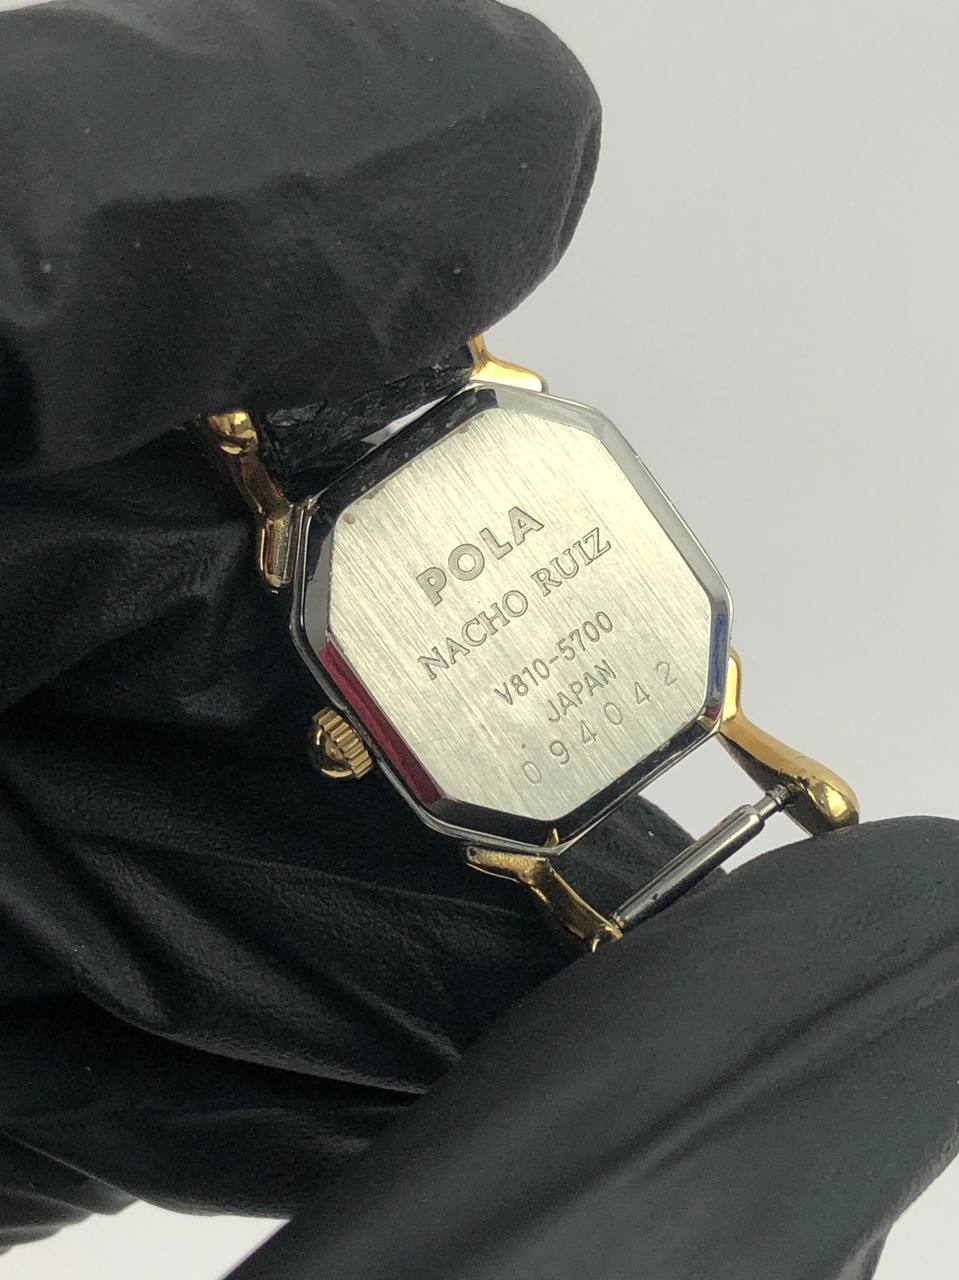 POLA
NACHO RUIZ
V810-5700
JAPAN
094042